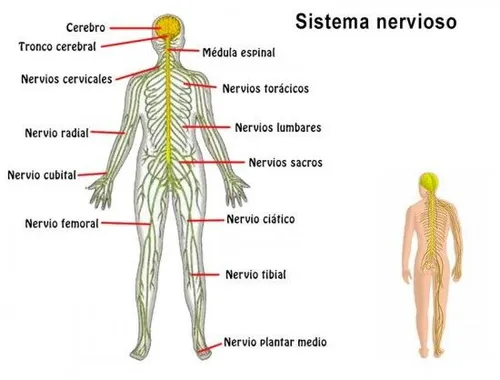 Sistema nervioso
Cerebro
Tronco cerebral
Médula espinal
Nervios cervicales
Nervios torácicos
Nervio radial
Nervios lumbares
Nervios sacros
Nervio cubital
Nervio femoral
Nervio ciático
Nervio tibial
Nervio plantar medio